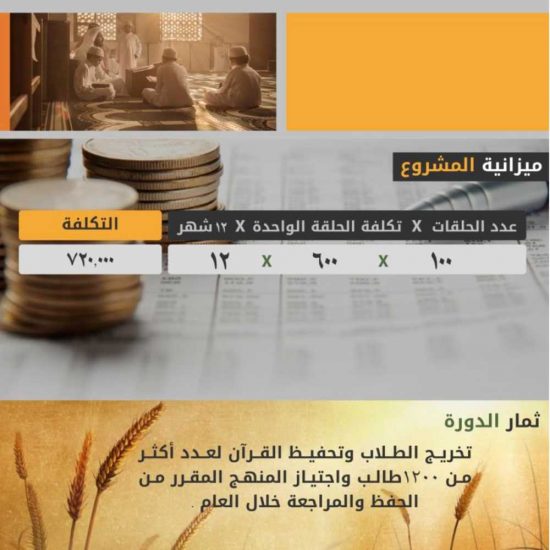 ميزانية المشروع
عدد الحلقات X تكلفة الحلقة الواحدة X ١٢ شهر
التكلفة
١٠٠ x ٦٠٠ x ١٢
٧٢٠,٠٠٠
ثمار الدورة
تخريج الطلاب وتحفيظ القرآن لعدد أكثر
من ١٢٠٠طالب واجتياز المنهج المقرر من
الحفظ والمراجعة خلال العام .